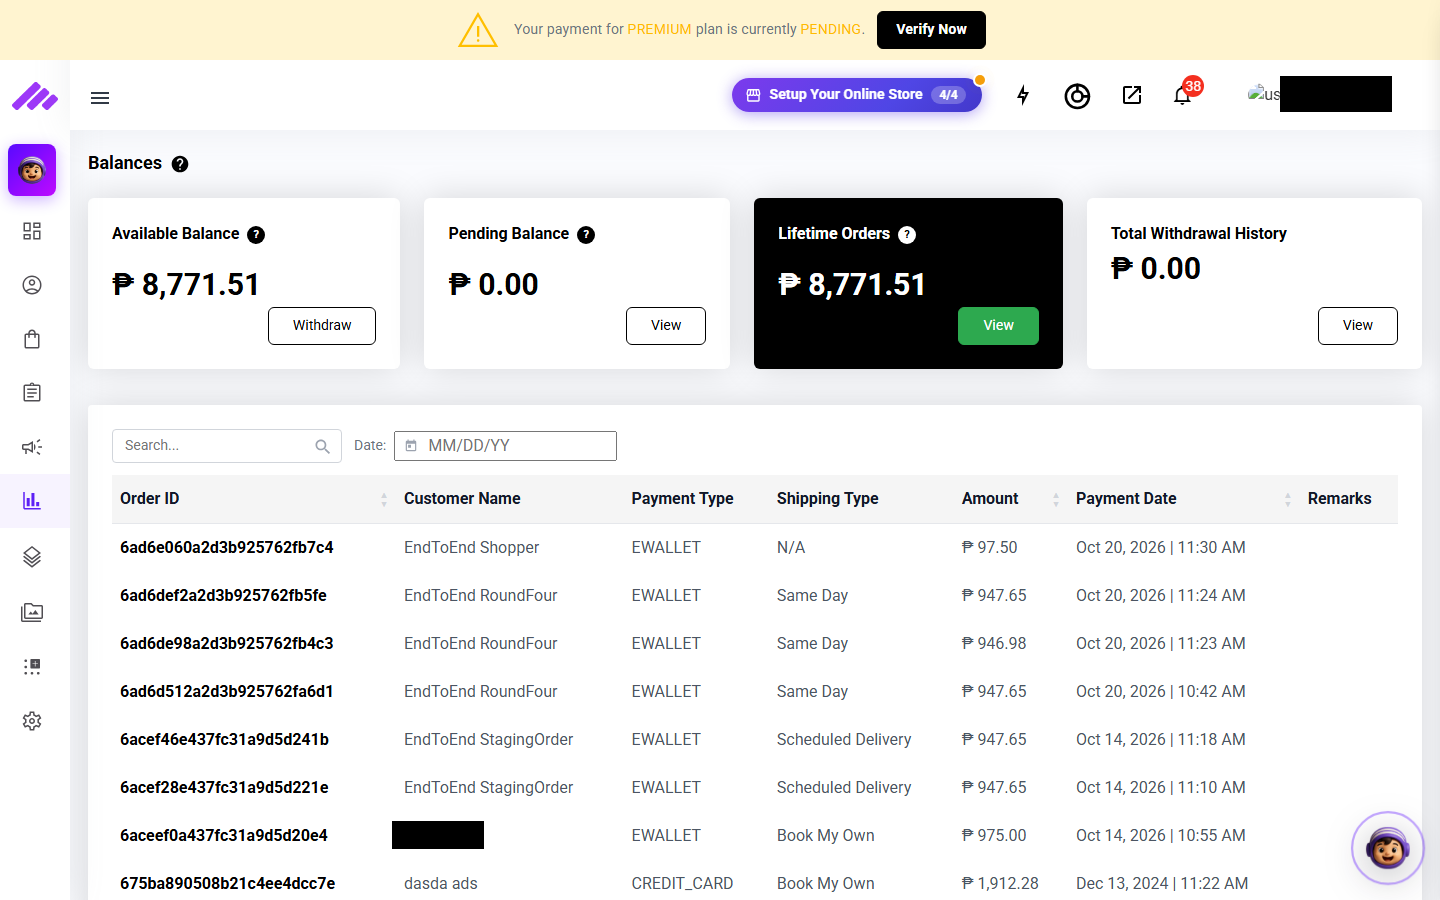 Your payment for PREMIUM plan is currently PENDING. Verify Now
Setup Your Online Store 4/4
38
us
Balances ?
Available Balance ?
₱ 8,771.51
Withdraw
Pending Balance ?
₱ 0.00
View
Lifetime Orders ?
₱ 8,771.51
View
Total Withdrawal History
₱ 0.00
View
Search... Date: MM/DD/YY
Order ID Customer Name Payment Type Shipping Type Amount Payment Date Remarks
6ad6e060a2d3b925762fb7c4 EndToEnd Shopper EWALLET N/A ₱ 97.50 Oct 20, 2026 | 11:30 AM
6ad6def2a2d3b925762fb5fe EndToEnd RoundFour EWALLET Same Day ₱ 947.65 Oct 20, 2026 | 11:24 AM
6ad6de98a2d3b925762fb4c3 EndToEnd RoundFour EWALLET Same Day ₱ 946.98 Oct 20, 2026 | 11:23 AM
6ad6d512a2d3b925762fa6d1 EndToEnd RoundFour EWALLET Same Day ₱ 947.65 Oct 20, 2026 | 10:42 AM
6acef46e437fc31a9d5d241b EndToEnd StagingOrder EWALLET Scheduled Delivery ₱ 947.65 Oct 14, 2026 | 11:18 AM
6acef28e437fc31a9d5d221e EndToEnd StagingOrder EWALLET Scheduled Delivery ₱ 947.65 Oct 14, 2026 | 11:10 AM
6aceef0a437fc31a9d5d20e4 EWALLET Book My Own ₱ 975.00 Oct 14, 2026 | 10:55 AM
675ba890508b21c4ee4dcc7e dasda ads CREDIT_CARD Book My Own ₱ 1,912.28 Dec 13, 2024 | 11:22 AM